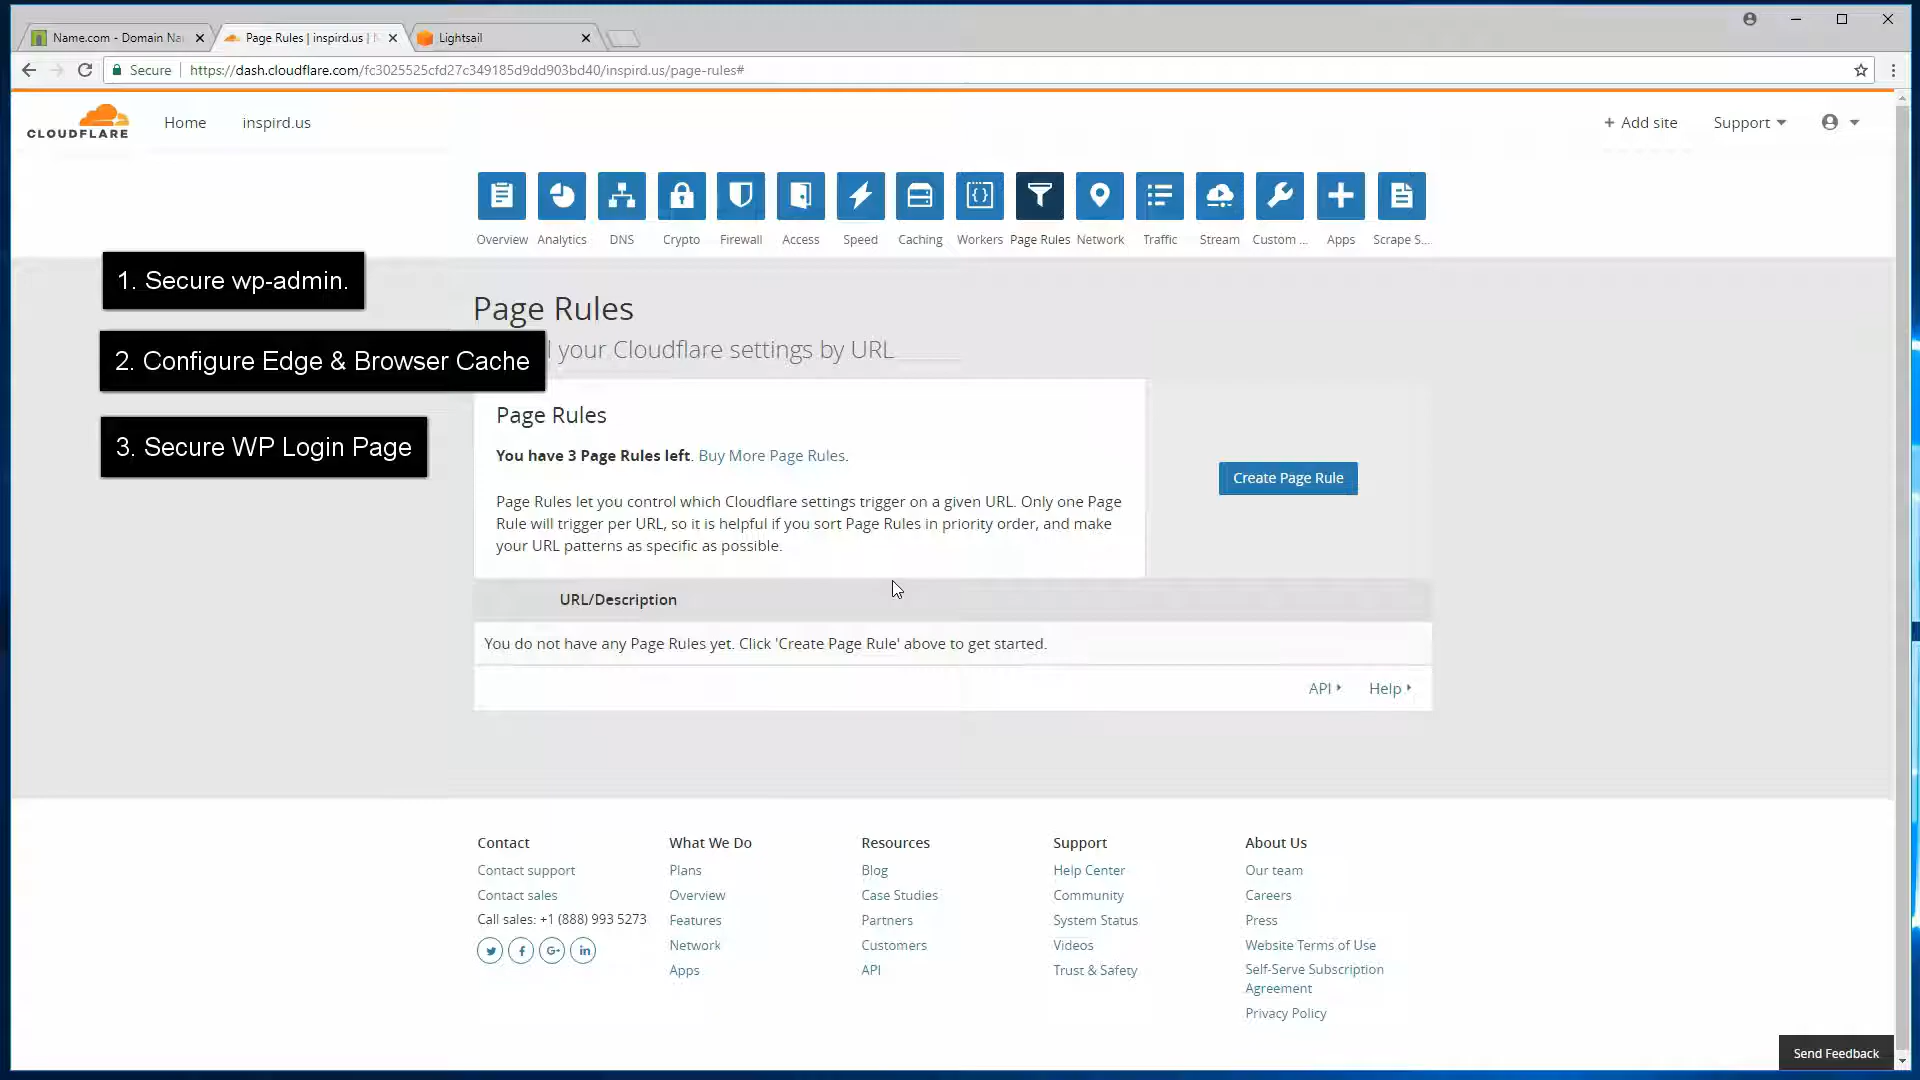 Name.com - Domain Na
Page Rules | inspird.us |
Lightsail
Secure
https://dash.cloudflare.com/fc3025525cfd27c349185d9dd903bd40/inspird.us/page-rules#
CLOUDFLARE
Home
inspird.us
+ Add site
Support
Overview
Analytics
DNS
Crypto
Firewall
Access
Speed
Caching
Workers
Page Rules
Network
Traffic
Stream
Custom ...
Apps
Scrape S...
1. Secure wp-admin.
2. Configure Edge & Browser Cache
3. Secure WP Login Page
Page Rules
your Cloudflare settings by URL
Page Rules
You have 3 Page Rules left. Buy More Page Rules.
Page Rules let you control which Cloudflare settings trigger on a given URL. Only one Page
Rule will trigger per URL, so it is helpful if you sort Page Rules in priority order, and make
your URL patterns as specific as possible.
Create Page Rule
URL/Description
You do not have any Page Rules yet. Click 'Create Page Rule' above to get started.
API
Help
Contact
Contact support
Contact sales
Call sales: +1 (888) 993 5273
f
G+
in
What We Do
Plans
Overview
Features
Network
Apps
Resources
Blog
Case Studies
Partners
Customers
API
Support
Help Center
Community
System Status
Videos
Trust & Safety
About Us
Our team
Careers
Press
Website Terms of Use
Self-Serve Subscription
Agreement
Privacy Policy
Send Feedback